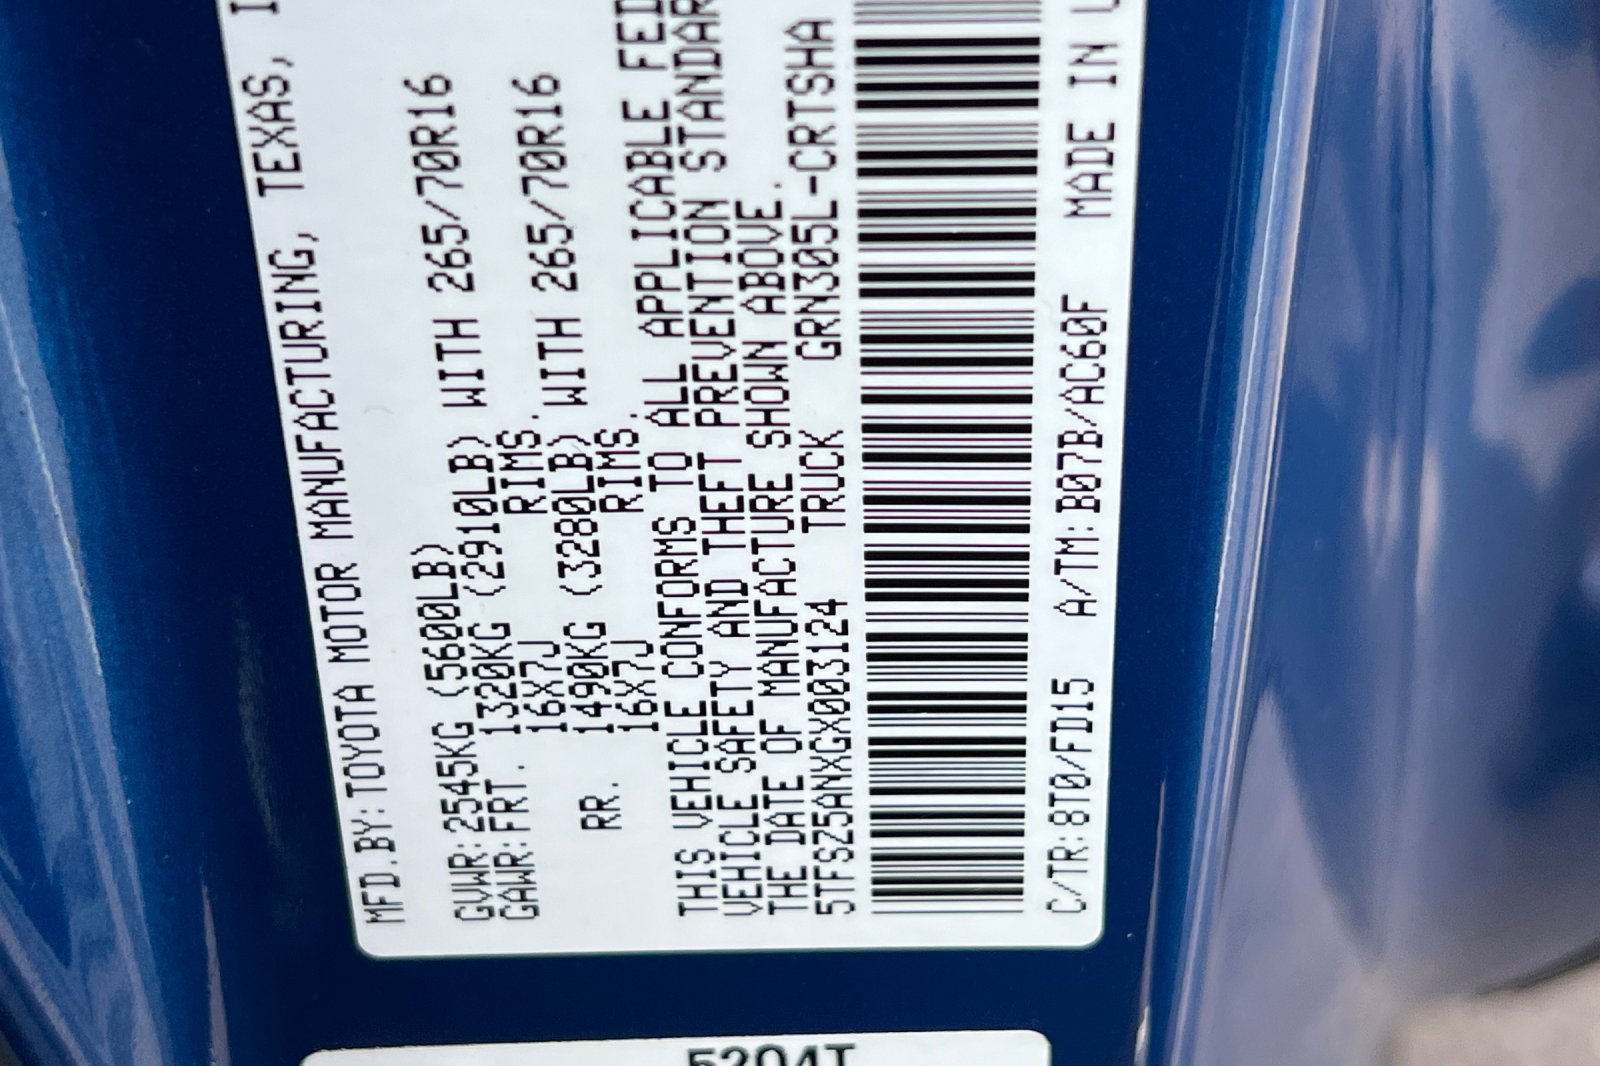 MFD.BY:TOYOTA MOTOR MANUFACTURING, TEXAS, I
GVWR:2545KG (5600LB)
GAWR:FRT. 1320KG (2910LB) WITH 265/70R16
16X7J RIMS.
RR. 1490KG (3280LB) WITH 265/70R16
16X7J RIMS.
THIS VEHICLE CONFORMS TO ALL APPLICABLE FED
VEHICLE SAFETY AND THEFT PREVENTION STANDAR
THE DATE OF MANUFACTURE SHOWN ABOVE.
5TFSZ5ANXGX003124 TRUCK GRN305L-CRTSHA
C/TR:8T0/FD15 A/TM:B07B/AC60F MADE IN U
5204T